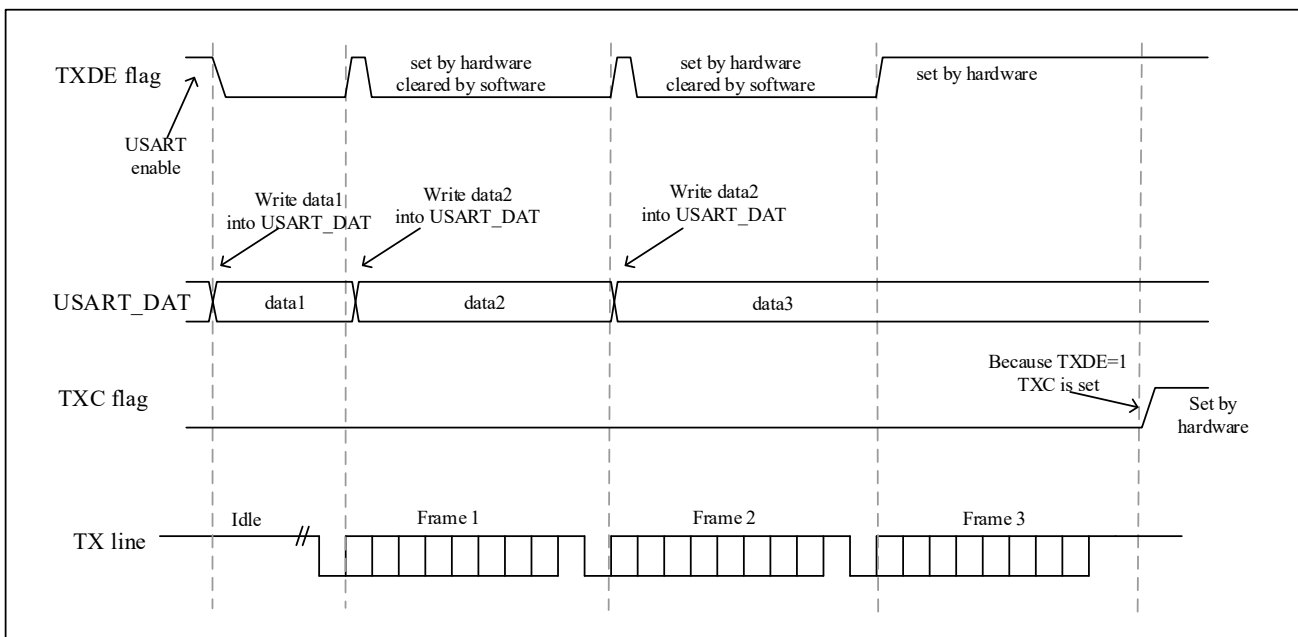 TXDE flag
set by hardware
cleared by software
set by hardware
cleared by software
set by hardware
USART
enable
Write data1
into USART_DAT
Write data2
into USART_DAT
Write data2
into USART_DAT
USART_DAT
data1
data2
data3
Because TXDE=1
TXC is set
TXC flag
Set by
hardware
Idle
Frame 1
Frame 2
Frame 3
TX line